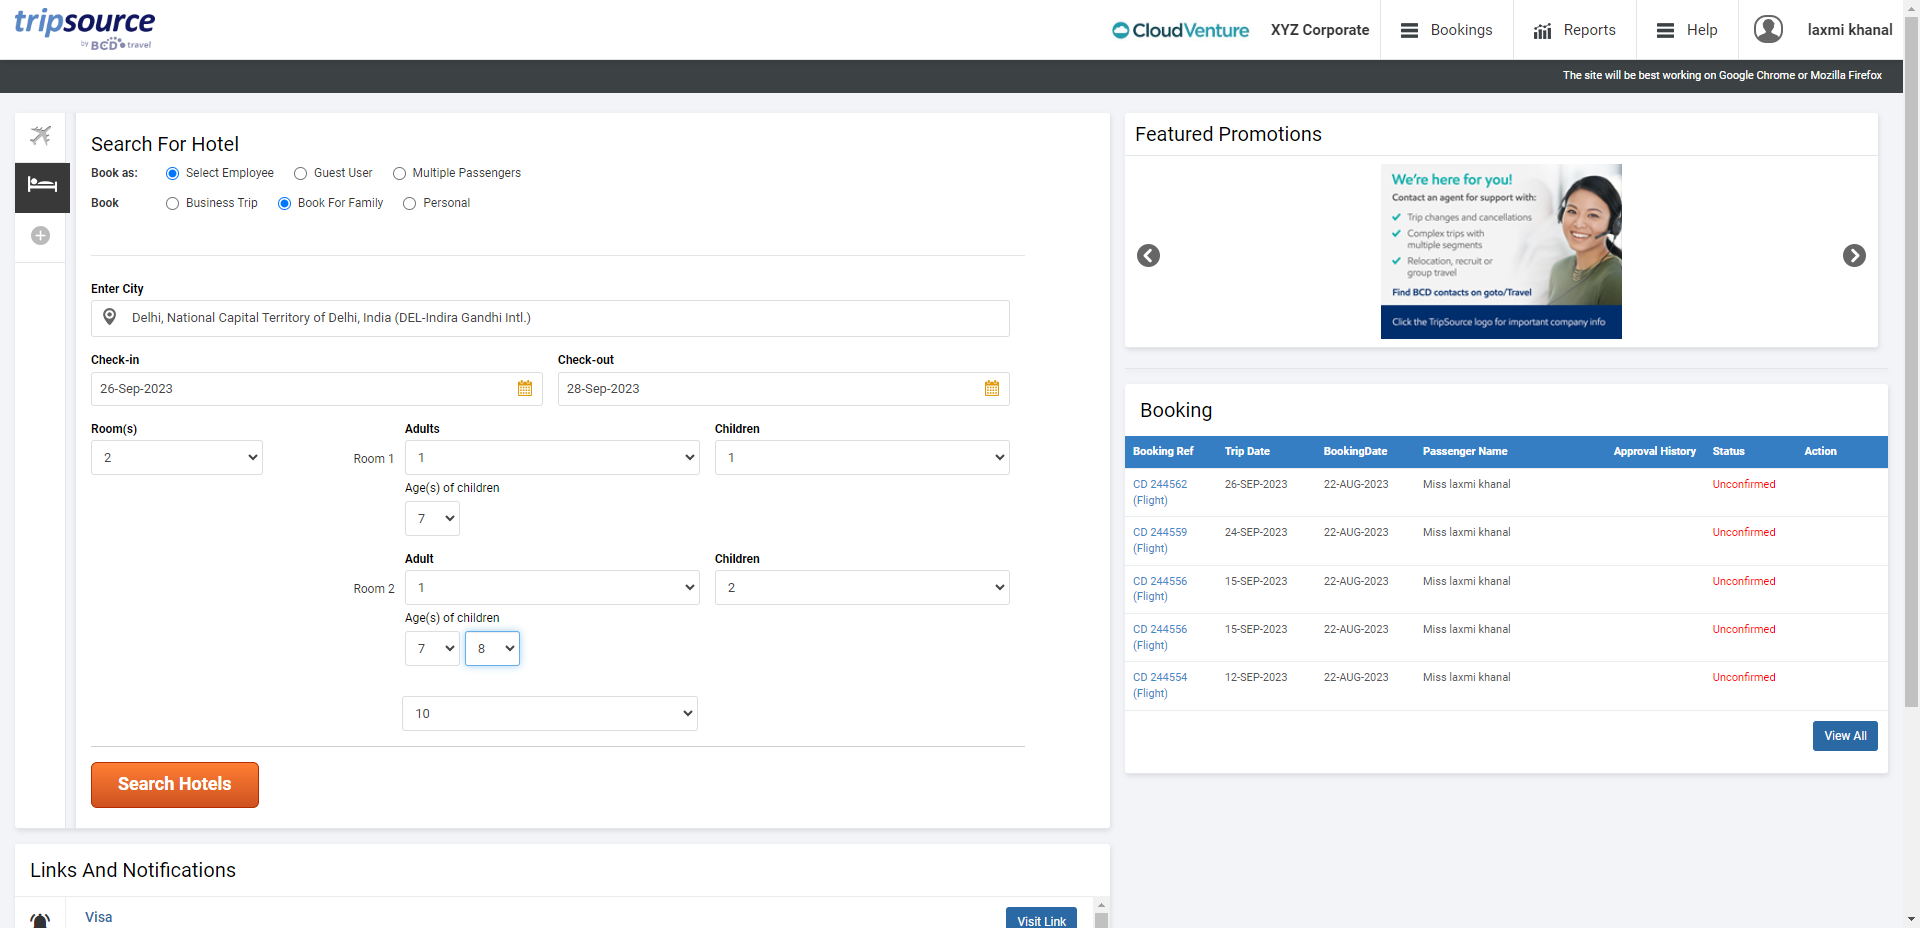 tripsource
by BCD travel
CloudVenture
XYZ Corporate
Bookings
Reports
Help
laxmi khanal
The site will be best working on Google Chrome or Mozilla Firefox
Search For Hotel
Book as: Select Employee Guest User Multiple Passengers
Book Business Trip Book For Family Personal
Enter City
Delhi, National Capital Territory of Delhi, India (DEL-Indira Gandhi Intl.)
Check-in Check-out
26-Sep-2023 28-Sep-2023
Room(s) Adults Children
2 Room 1 1 1
Age(s) of children
7
Adult Children
Room 2 1 2
Age(s) of children
7 8
10
Search Hotels
Links And Notifications
Visa Visit Link
Featured Promotions
We're here for you!
Contact an agent for support with:
Trip changes and cancellations
Complex trips with
multiple segments
Relocation, recruit or
group travel
Find BCD contacts on goto/Travel
Click the TripSource logo for important company info
Booking
Booking Ref Trip Date BookingDate Passenger Name Approval History Status Action
CD 244562 26-SEP-2023 22-AUG-2023 Miss laxmi khanal Unconfirmed
(Flight)
CD 244559 24-SEP-2023 22-AUG-2023 Miss laxmi khanal Unconfirmed
(Flight)
CD 244556 15-SEP-2023 22-AUG-2023 Miss laxmi khanal Unconfirmed
(Flight)
CD 244556 15-SEP-2023 22-AUG-2023 Miss laxmi khanal Unconfirmed
(Flight)
CD 244554 12-SEP-2023 22-AUG-2023 Miss laxmi khanal Unconfirmed
(Flight)
View All